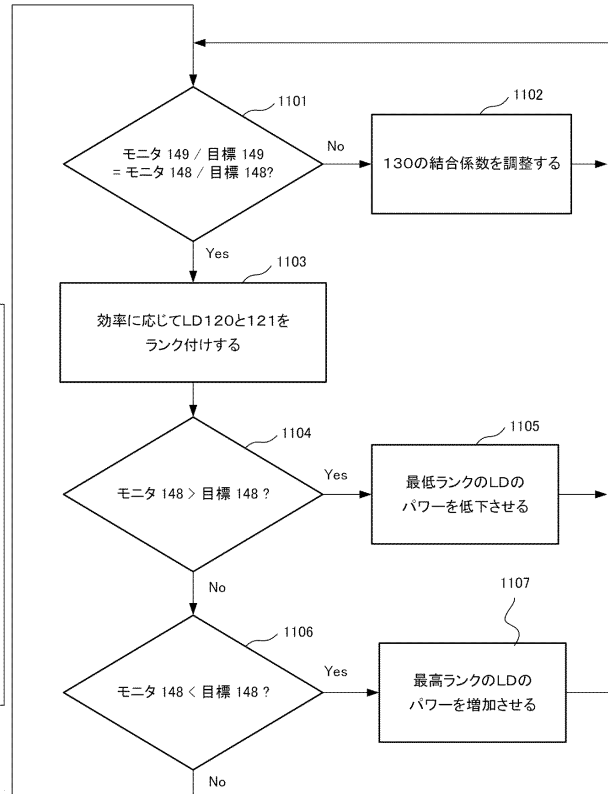 1101
モニタ 149 / 目標 149
= モニタ 148 / 目標 148?
No
1102
130の結合係数を調整する
Yes
1103
効率に応じてLD120と121を
ランク付けする
1104
モニタ 148 > 目標 148 ?
Yes
1105
最低ランクのLDの
パワーを低下させる
No
1106
モニタ 148 < 目標 148 ?
Yes
1107
最高ランクのLDの
パワーを増加させる
No